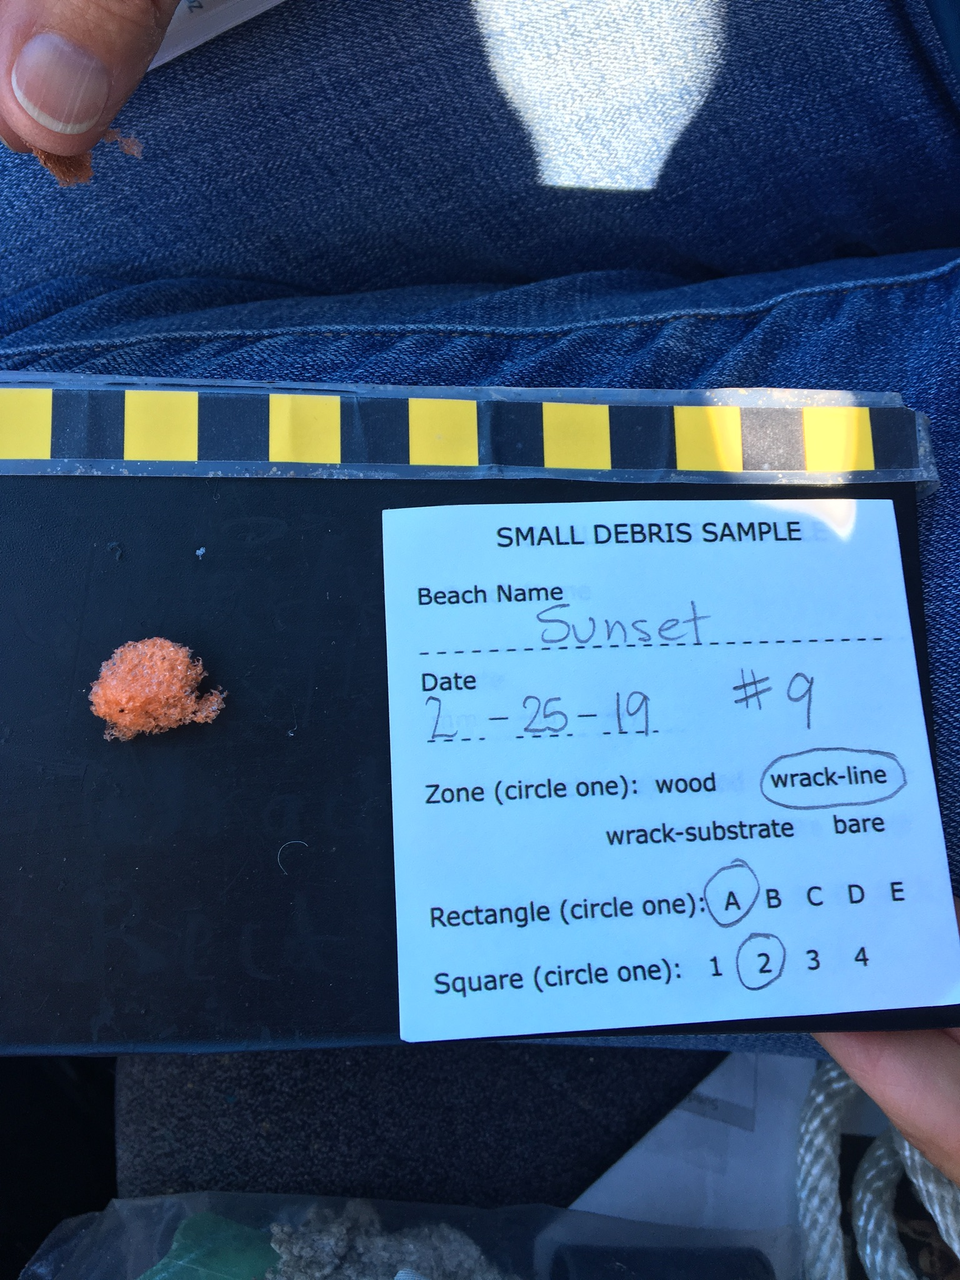 SMALL DEBRIS SAMPLE
Beach Name
Sunset
Date
2 - 25 - 19 #9
Zone (circle one): wood wrack-line
wrack-substrate bare
Rectangle (circle one): A B C D E
Square (circle one): 1 2 3 4